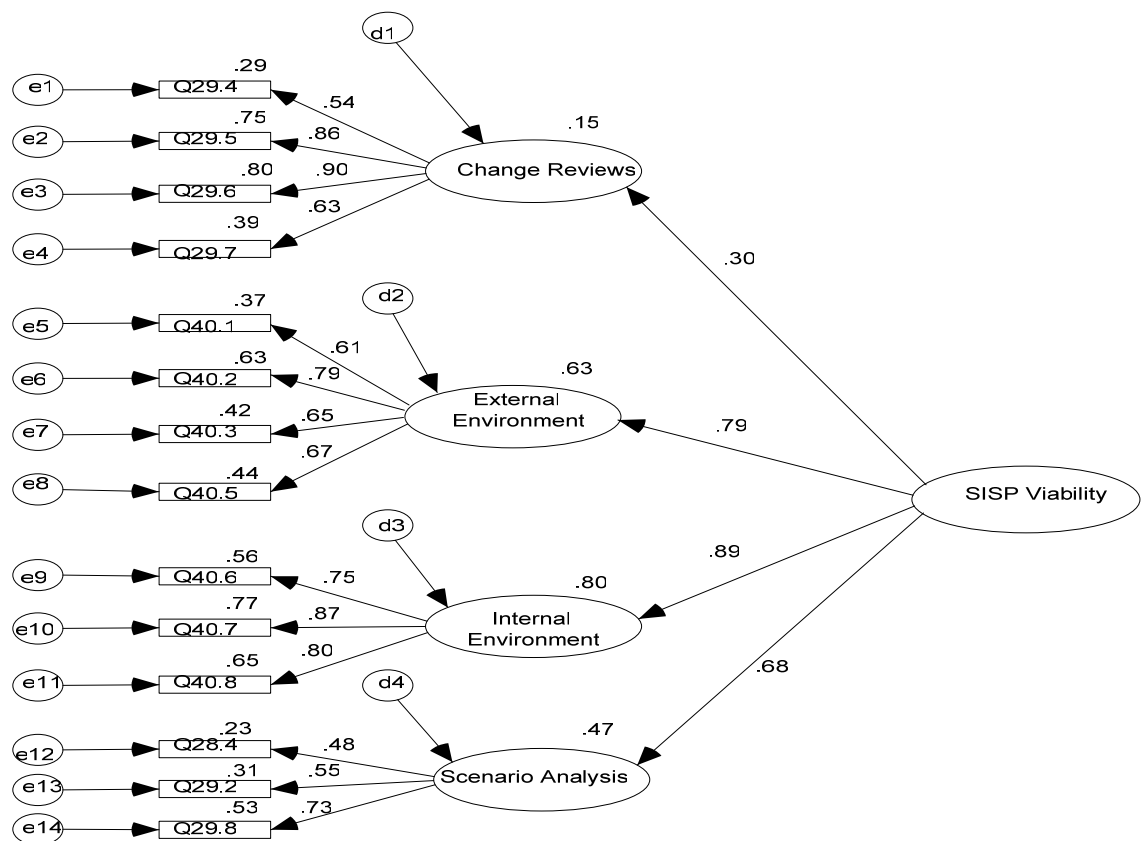 d1
.29
e1
Q29.4
.54
.75
.15
e2
Q29.5
.86
.80
.90
Change Reviews
e3
Q29.6
.39
.63
e4
Q29.7
.30
d2
.37
e5
Q40.1
.61
.63
.63
e6
Q40.2
.79
External
Environment
.42
.65
e7
Q40.3
.79
.44
.67
e8
Q40.5
SISP Viability
d3
.56
e9
Q40.6
.75
.89
.80
.77
.87
e10
Q40.7
Internal
Environment
.65
.80
e11
Q40.8
.68
d4
.23
e12
Q28.4
.48
.47
.31
.55
e13
Q29.2
Scenario Analysis
.53
.73
e14
Q29.8